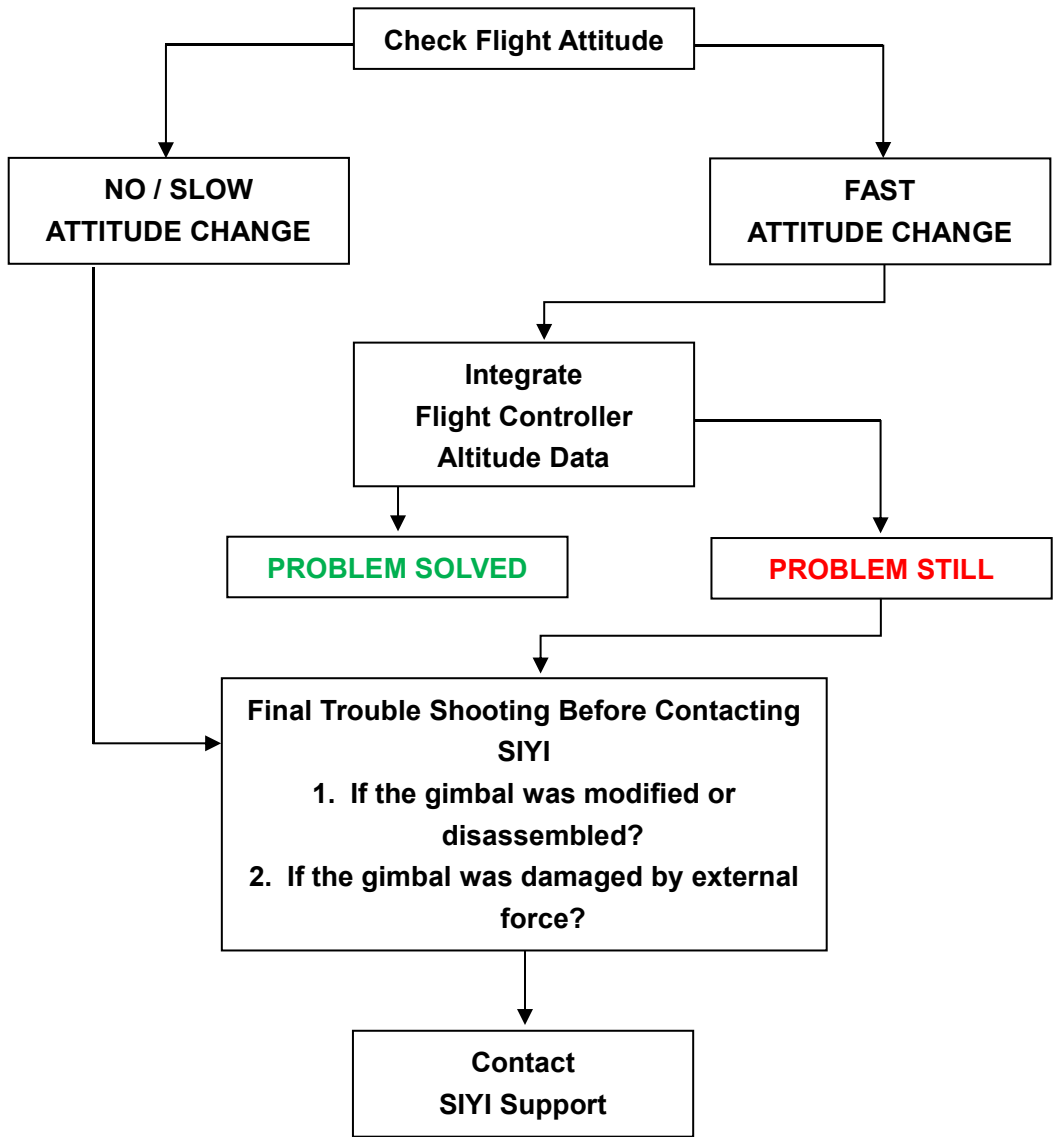 Check Flight Attitude
NO / SLOW
ATTITUDE CHANGE
FAST
ATTITUDE CHANGE
Integrate
Flight Controller
Altitude Data
PROBLEM SOLVED
PROBLEM STILL
Final Trouble Shooting Before Contacting
SIYI
1. If the gimbal was modified or
disassembled?
2. If the gimbal was damaged by external
force?
Contact
SIYI Support